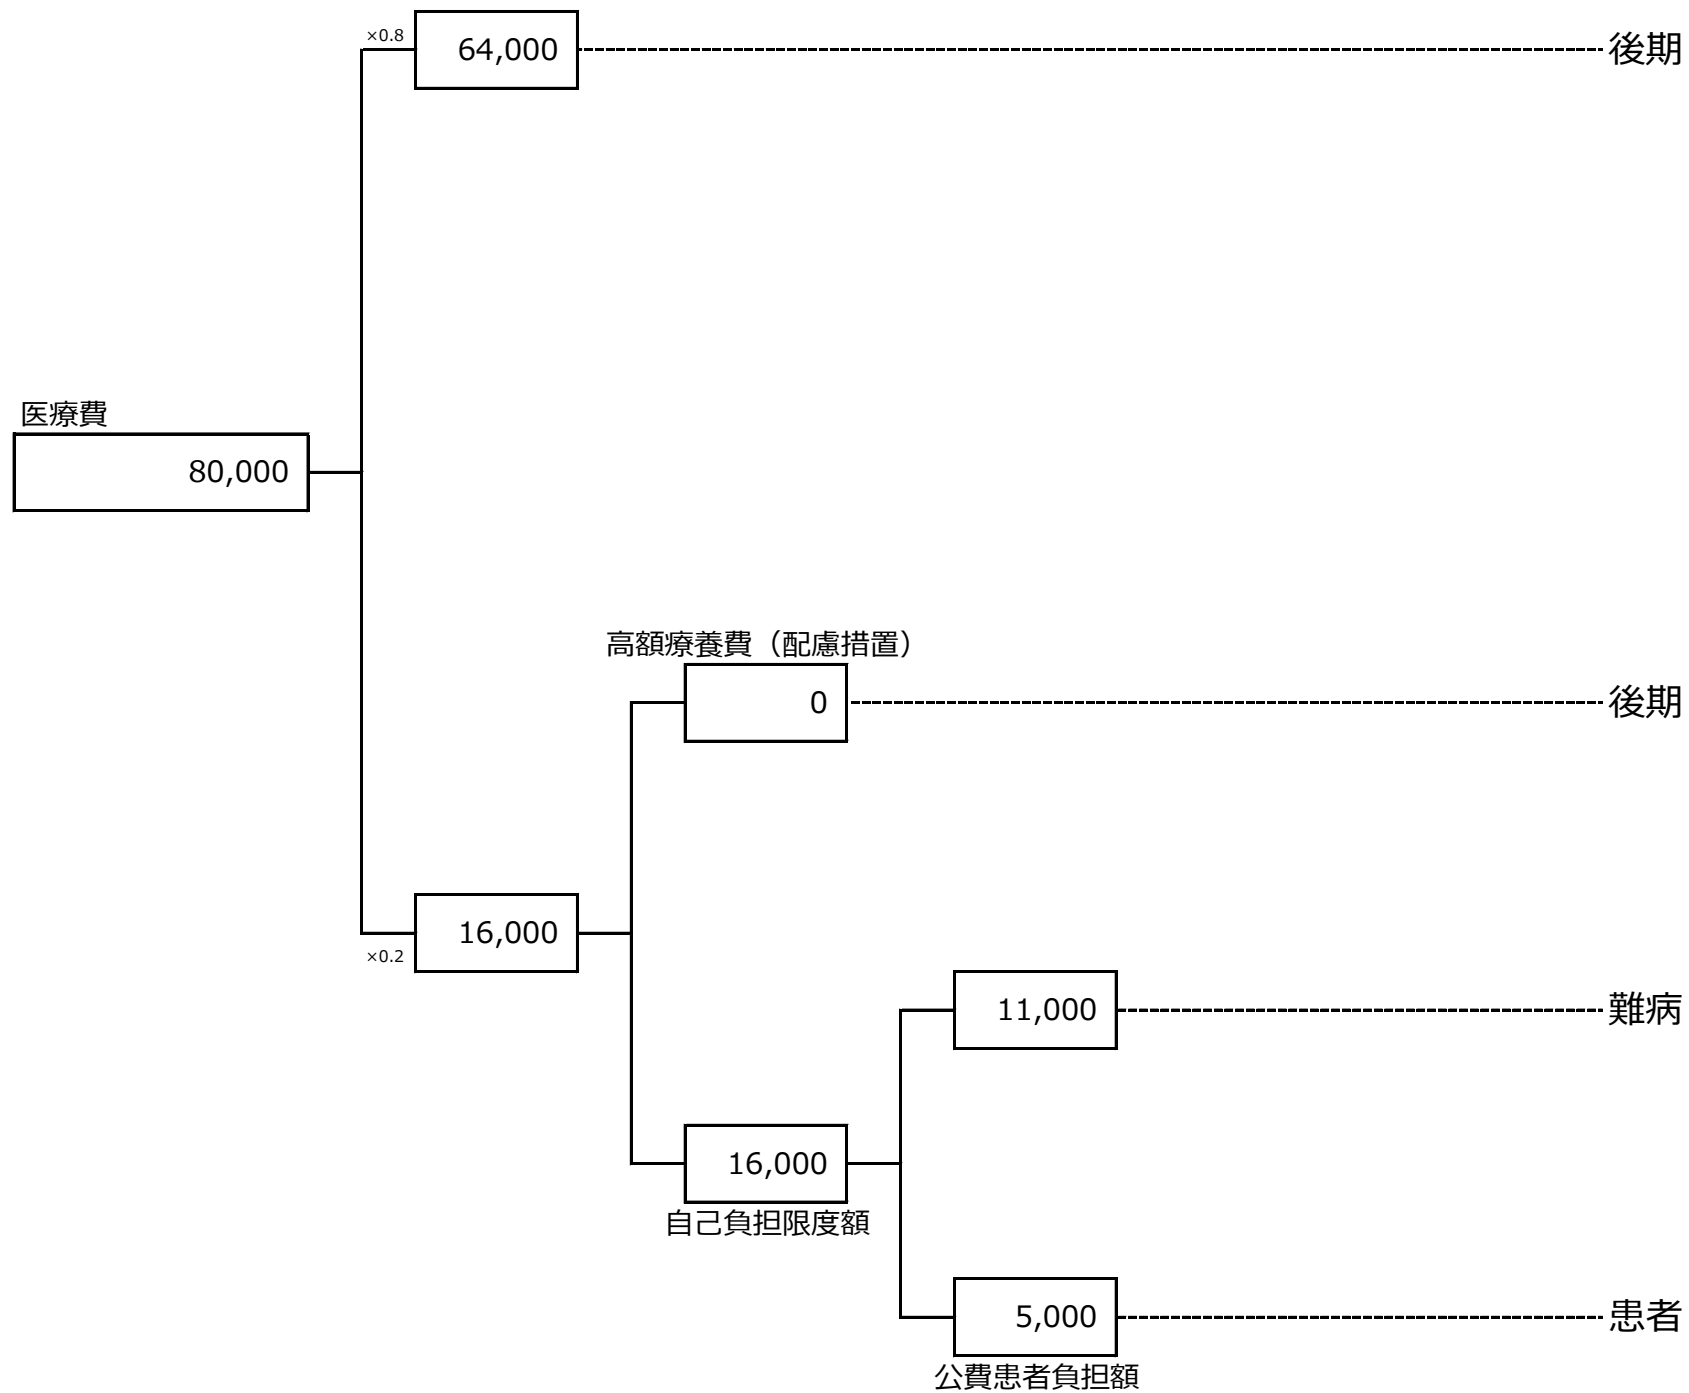 ×0.8
64,000
後期
医療費
80,000
高額療養費（配慮措置）
0
後期
16,000
×0.2
11,000
難病
16,000
自己負担限度額
5,000
患者
公費患者負担額